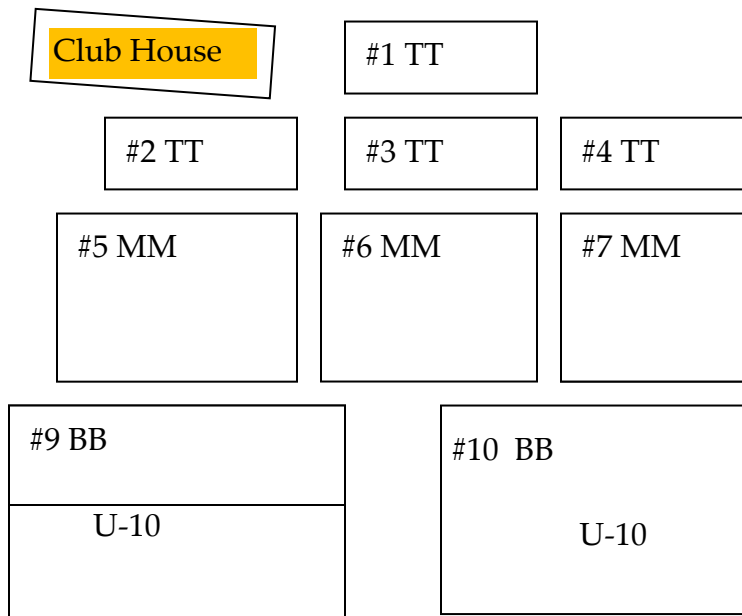 Club House
#1 TT
#2 TT
#3 TT
#4 TT
#5 MM
#6 MM
#7 MM
#9 BB
U-10
#10 BB
U-10